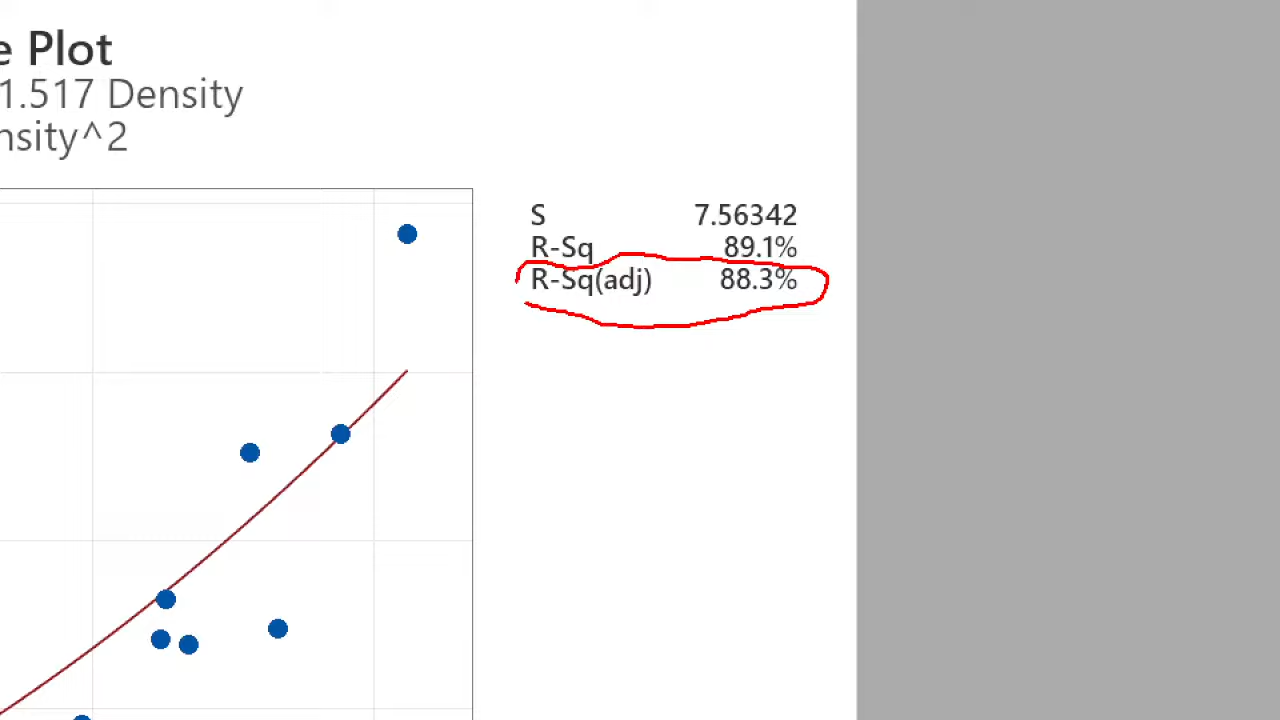 e Plot
1.517 Density
nsity^2
S 7.56342
R-Sq 89.1%
R-Sq(adj) 88.3%